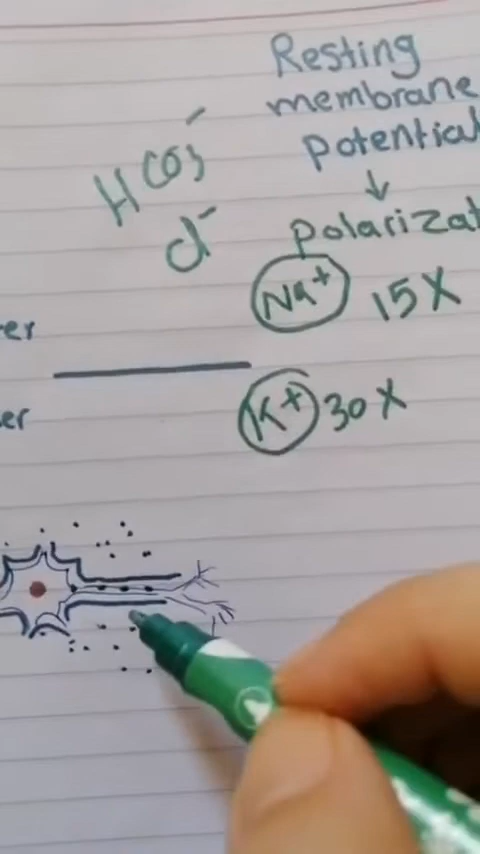 Resting
membrane
potential
↓
polarizat
HCO3⁻
Cl⁻
Na⁺ 15X
er
K⁺ 30X
er